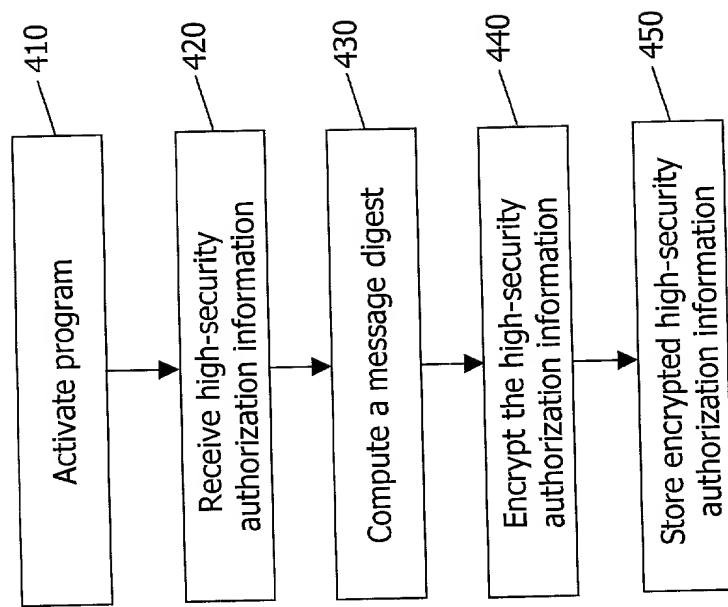 410
Activate program
420
Receive high-security
authorization information
430
Compute a message digest
440
Encrypt the high-security
authorization information
450
Store encrypted high-security
authorization information